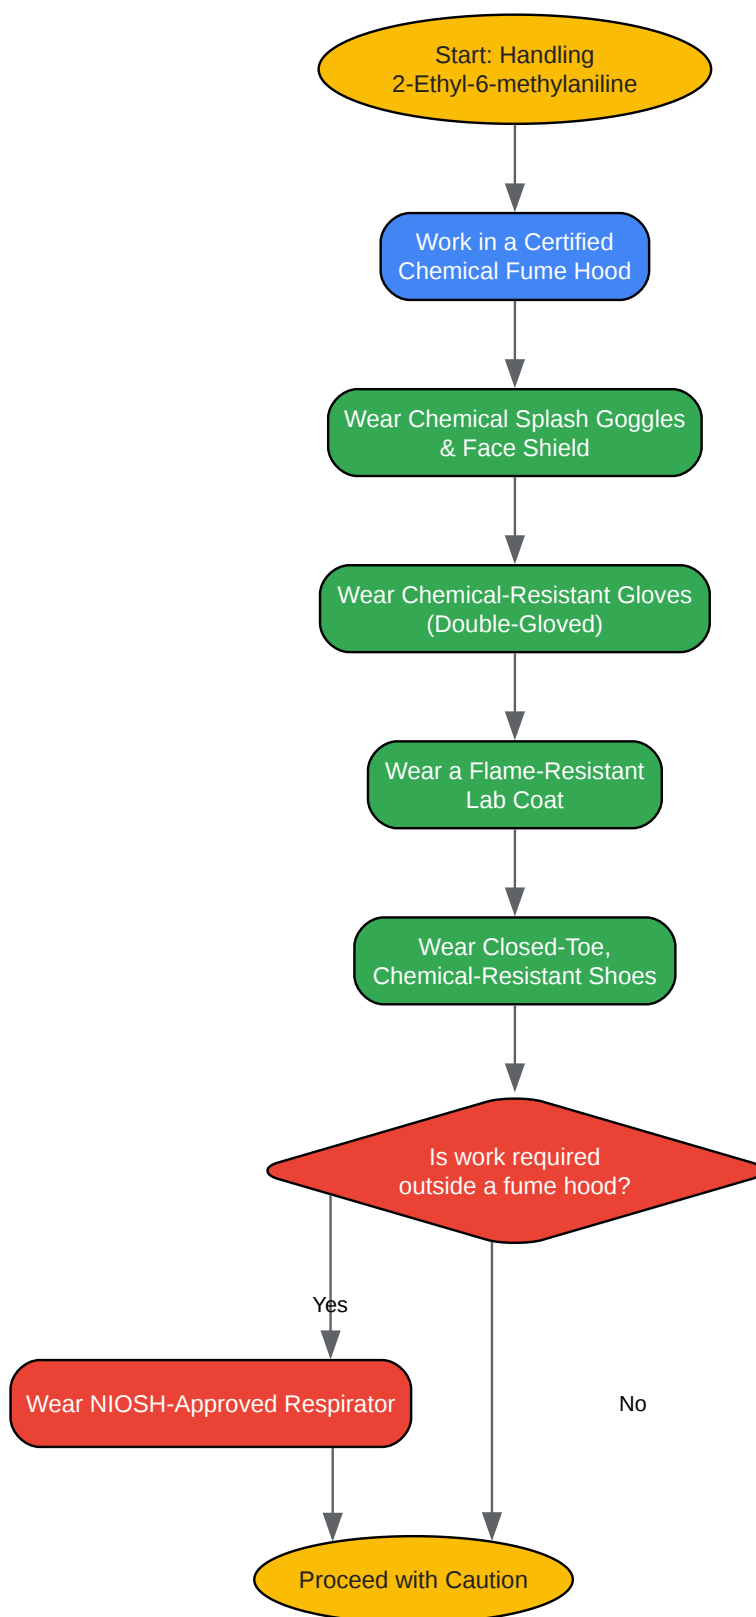 Start: Handling
2-Ethyl-6-methylaniline
Work in a Certified
Chemical Fume Hood
Wear Chemical Splash Goggles
& Face Shield
Wear Chemical-Resistant Gloves
(Double-Gloved)
Wear a Flame-Resistant
Lab Coat
Wear Closed-Toe,
Chemical-Resistant Shoes
Is work required
outside a fume hood?
Yes
Wear NIOSH-Approved Respirator
No
Proceed with Caution